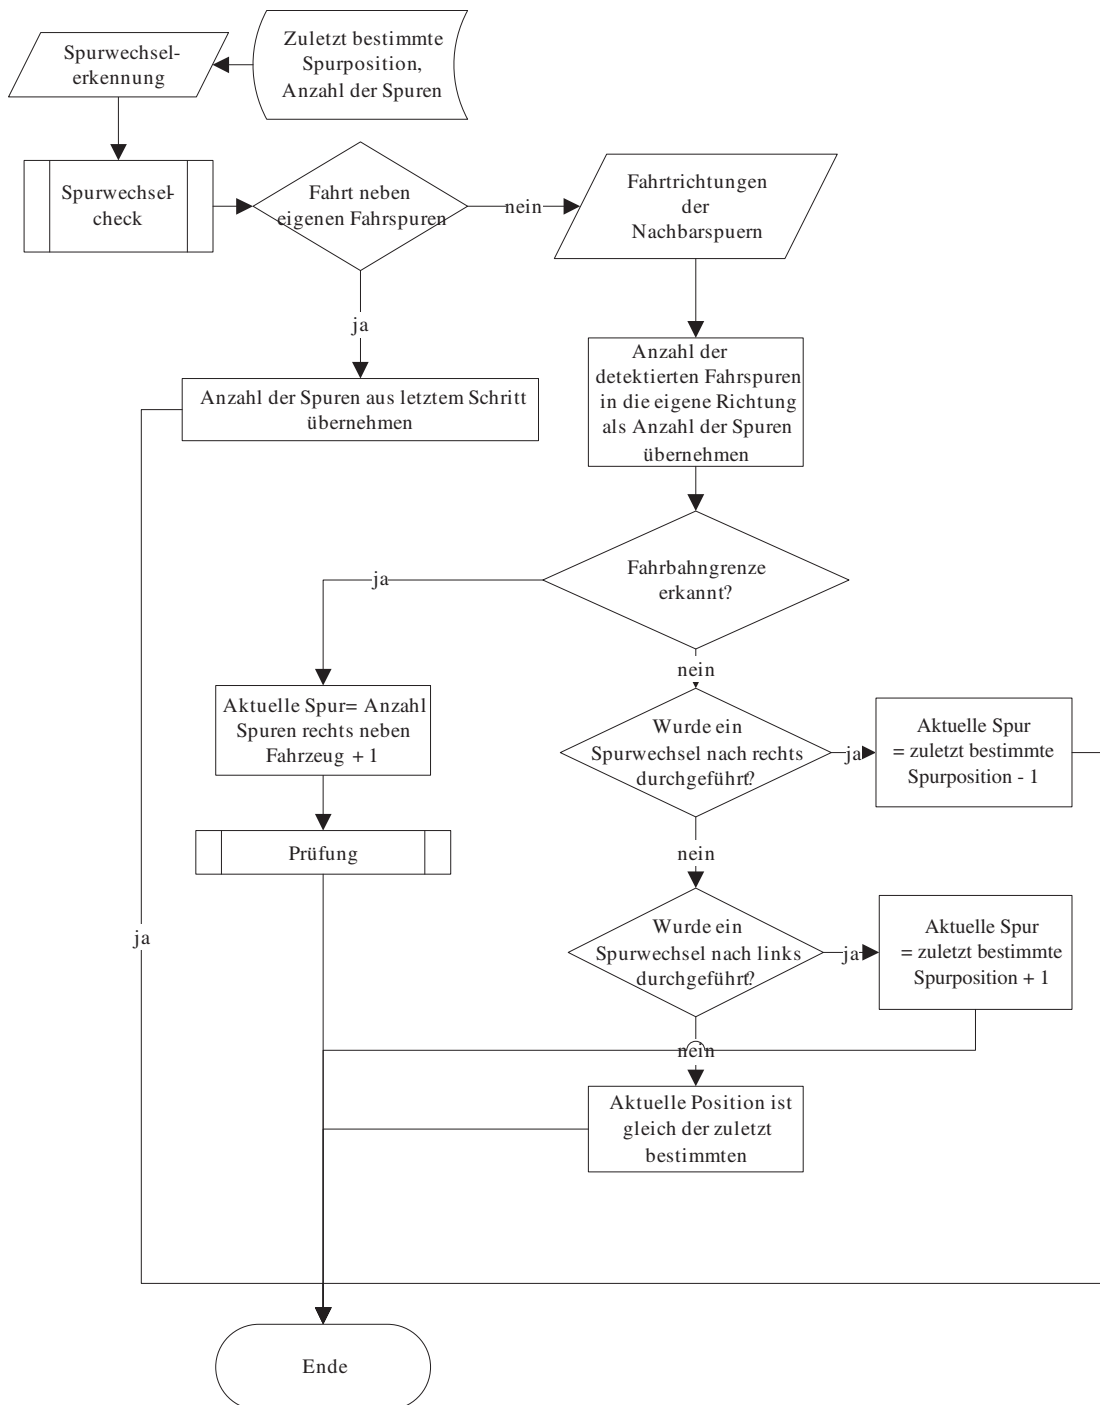 Spurwechsel-
erkennung
Zuletzt bestimmte
Spurposition,
Anzahl der Spuren
Spurwechsel-
check
Fahrt neben
eigenen Fahrspuren
nein
Fahrtrichtungen
der
Nachbarspuern
ja
Anzahl der Spuren aus letztem Schritt
übernehmen
Anzahl der
detektierten Fahrspuren
in die eigene Richtung
als Anzahl der Spuren
übernehmen
Fahrbahngrenze
erkannt?
ja
nein
Aktuelle Spur= Anzahl
Spuren rechts neben
Fahrzeug + 1
Wurde ein
Spurwechsel nach rechts
durchgeführt?
ja
Aktuelle Spur
= zuletzt bestimmte
Spurposition - 1
Prüfung
nein
ja
Wurde ein
Spurwechsel nach links
durchgeführt?
ja
Aktuelle Spur
= zuletzt bestimmte
Spurposition + 1
nein
Aktuelle Position ist
gleich der zuletzt
bestimmten
Ende